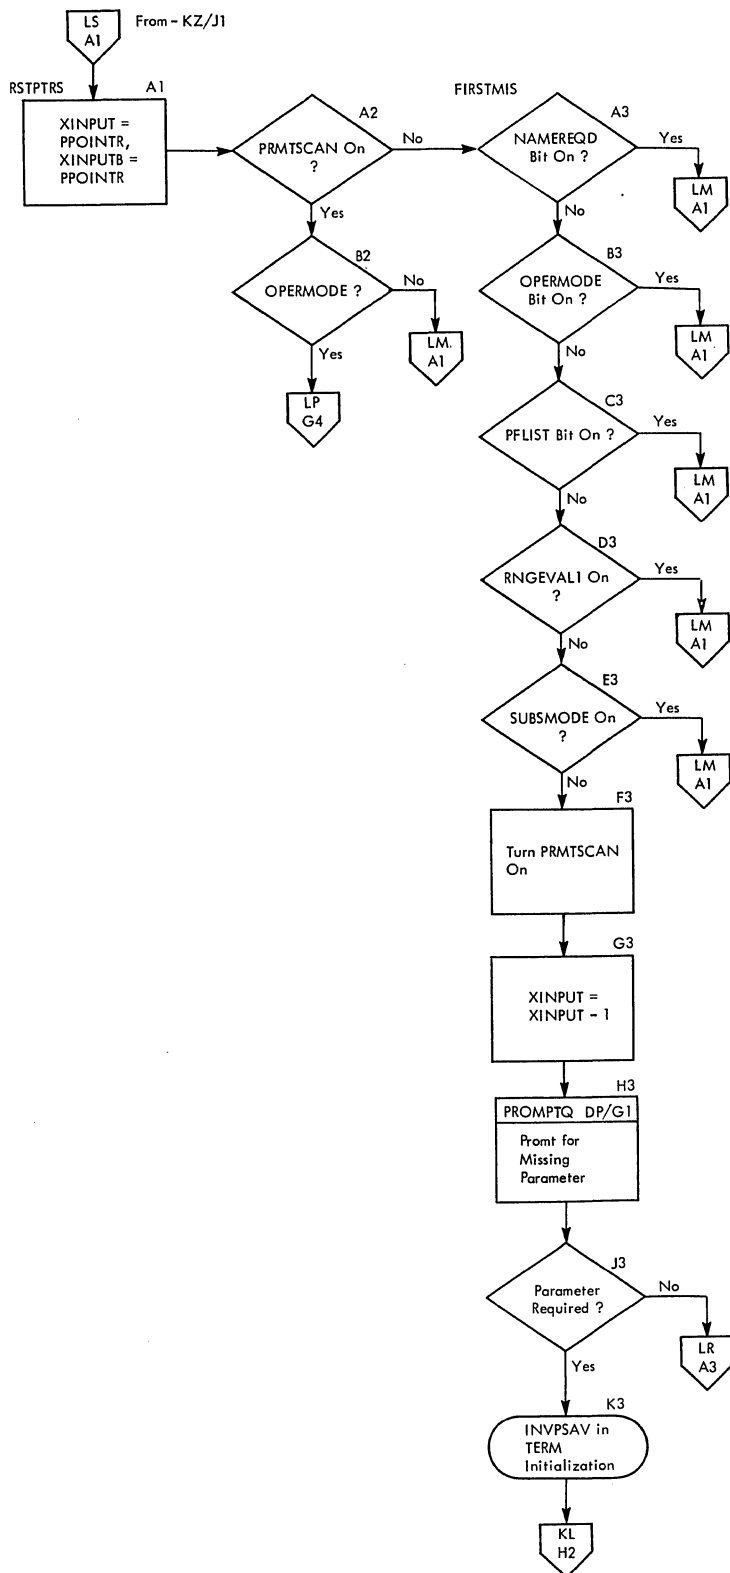 LS
A1
From - KZ/J1
RSTPTRS
A1
XINPUT =
PPOINTR,
XINPUTB =
PPOINTR
A2
PRMTSCAN On
?
No
Yes
B2
OPERMODE ?
No
LM.
A1
Yes
LP
G4
FIRSTMIS
A3
NAMEREQD
Bit On ?
Yes
LM
A1
No
B3
OPERMODE
Bit On ?
Yes
LM
A1
No
C3
PFLIST Bit On ?
Yes
LM
A1
No
D3
RNGEVAL1 On
?
Yes
LM
A1
No
E3
SUBSMODE On
?
Yes
LM
A1
No
F3
Turn PRMTSCAN
On
G3
XINPUT =
XINPUT - 1
H3
PROMPTQ DP/G1
Promt for
Missing
Parameter
J3
Parameter
Required ?
No
LR
A3
Yes
K3
INVPSAV in
TERM
Initialization
KL
H2